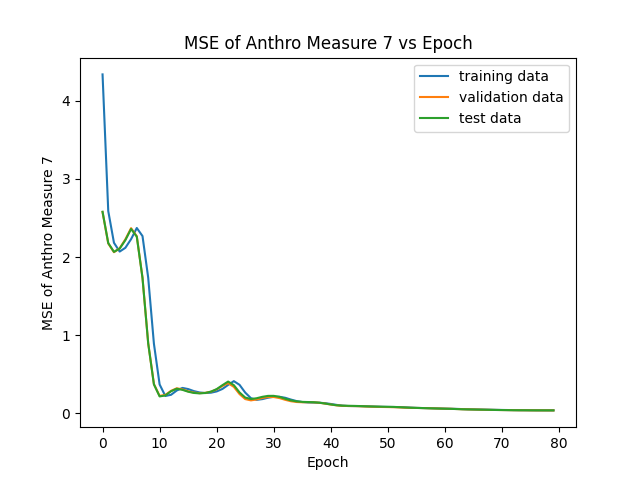 MSE of Anthro Measure 7 vs Epoch
training data
validation data
test data
MSE of Anthro Measure 7
4
3
2
1
0
0 10 20 30 40 50 60 70 80
Epoch